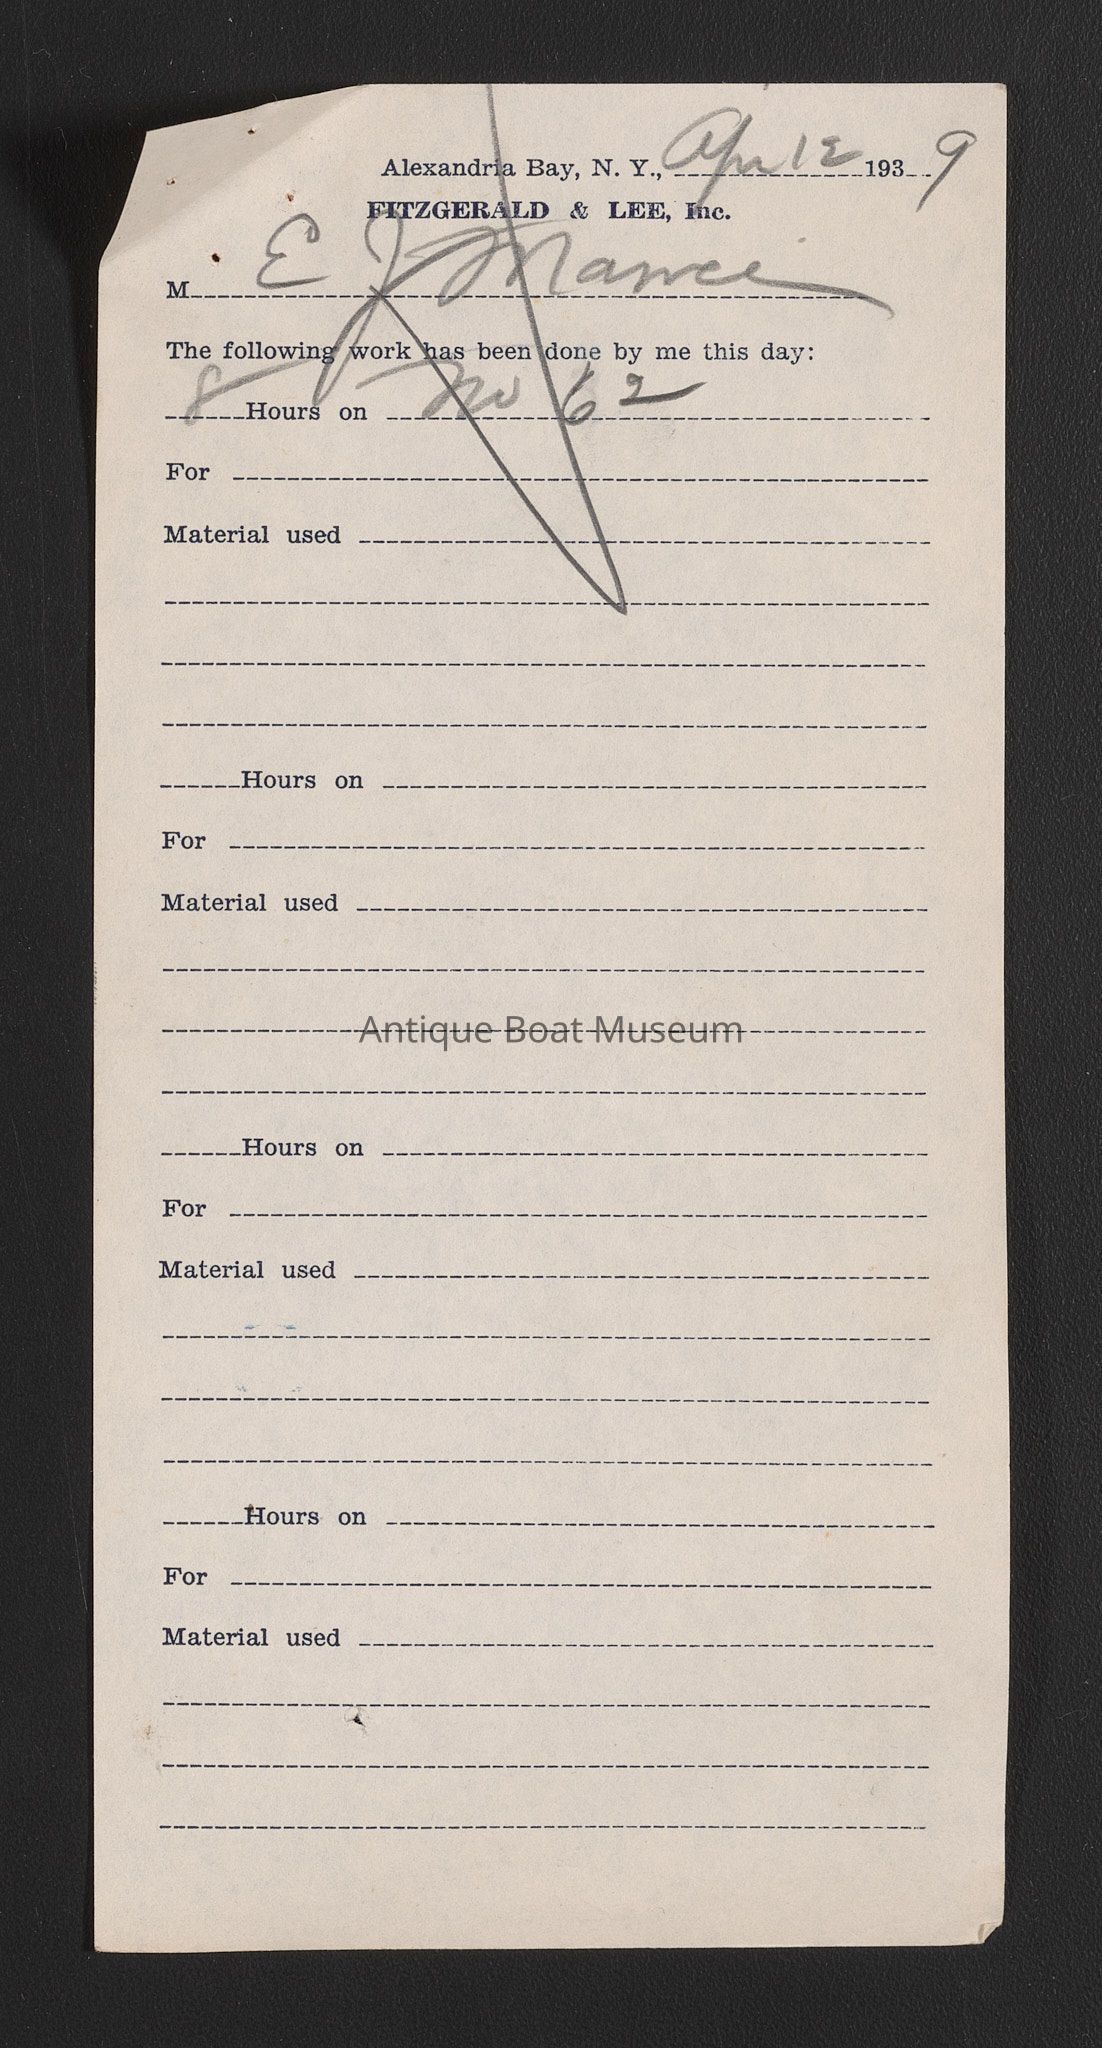 Alexandria Bay, N. Y., Apr 12 1939
FITZGERALD & LEE, Inc.
M E J
The following work has been done by me this day:
8 Hours on No 62
For
Material used
Hours on
For
Material used
Antique Boat Museum
Hours on
For
Material used
Hours on
For
Material used